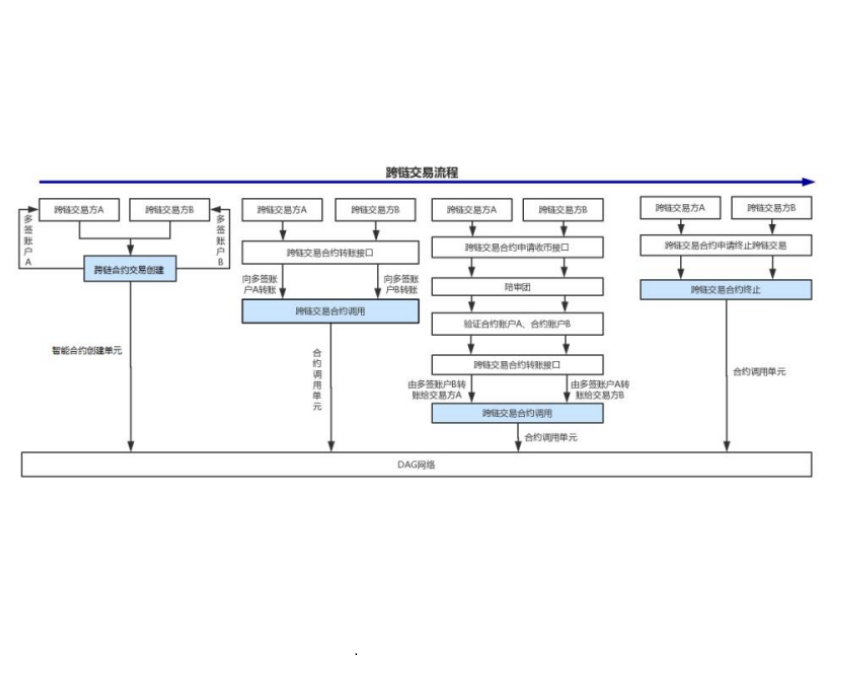 跨链交易流程
跨链交易方A
跨链交易方B
多签账户A
多签账户B
跨链合约交易创建
智能合约创建单元
跨链交易方A
跨链交易方B
跨链交易合约转账接口
向多签账
户A转账
向多签账
户B转账
跨链交易合约调用
合约调用单元
跨链交易方A
跨链交易方B
跨链交易合约申请收币接口
陪审团
验证合约账户A、合约账户B
跨链交易合约转账接口
由多签账户B转
账给交易方A
由多签账户A转
账给交易方B
跨链交易合约调用
合约调用单元
跨链交易方A
跨链交易方B
跨链交易合约申请终止跨链交易
跨链交易合约终止
合约调用单元
DAG网络